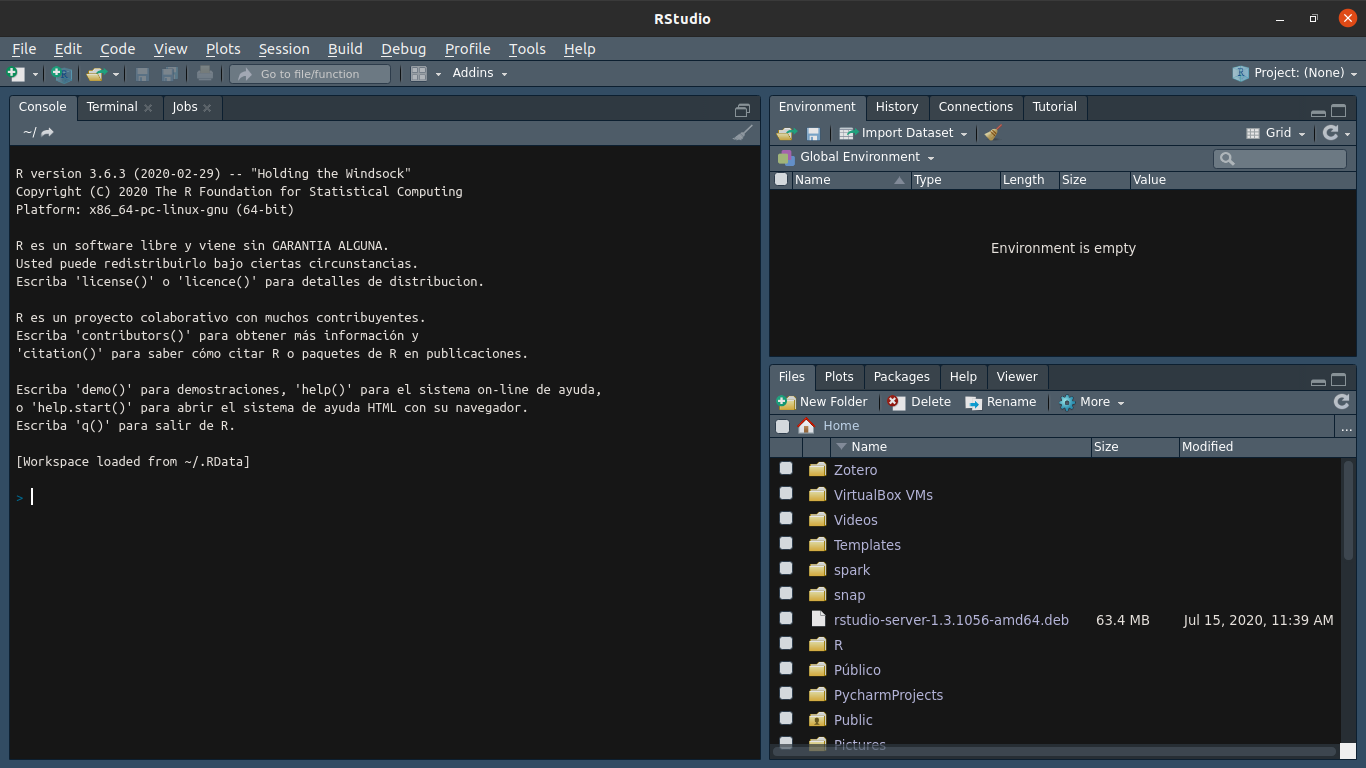 RStudio
File Edit Code View Plots Session Build Debug Profile Tools Help
Go to file/function Addins Project: (None)
Console Terminal Jobs
~/
R version 3.6.3 (2020-02-29) -- "Holding the Windsock"
Copyright (C) 2020 The R Foundation for Statistical Computing
Platform: x86_64-pc-linux-gnu (64-bit)
R es un software libre y viene sin GARANTIA ALGUNA.
Usted puede redistribuirlo bajo ciertas circunstancias.
Escriba 'license()' o 'licence()' para detalles de distribucion.
R es un proyecto colaborativo con muchos contribuyentes.
Escriba 'contributors()' para obtener más información y
'citation()' para saber cómo citar R o paquetes de R en publicaciones.
Escriba 'demo()' para demostraciones, 'help()' para el sistema on-line de ayuda,
o 'help.start()' para abrir el sistema de ayuda HTML con su navegador.
Escriba 'q()' para salir de R.
[Workspace loaded from ~/.RData]
>
Environment History Connections Tutorial
Import Dataset Grid
Global Environment
Name Type Length Size Value
Environment is empty
Files Plots Packages Help Viewer
New Folder Delete Rename More
Home ...
Name Size Modified
Zotero
VirtualBox VMs
Videos
Templates
spark
snap
rstudio-server-1.3.1056-amd64.deb 63.4 MB Jul 15, 2020, 11:39 AM
R
Público
PycharmProjects
Public
Pictures